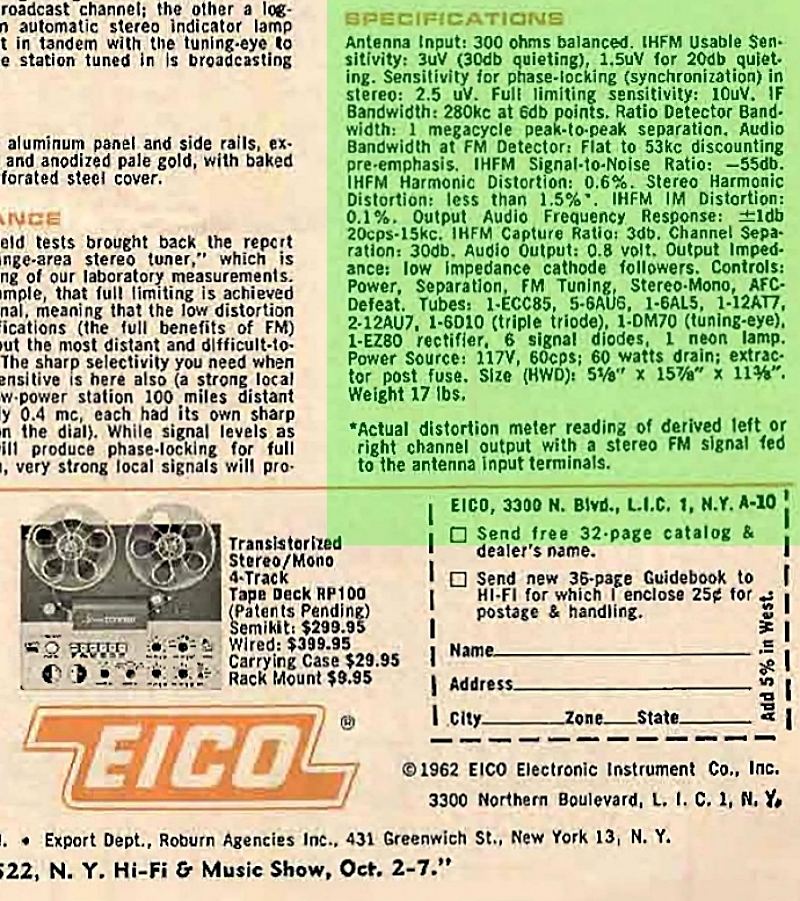 roadcast channel; the other a log-
n automatic stereo indicator lamp
t in tandem with the tuning-eye to
e station tuned in is broadcasting
aluminum panel and side rails, ex-
and anodized pale gold, with baked
forated steel cover.
ANCE
eld tests brought back the report
nge-area stereo tuner," which is
ng of our laboratory measurements.
mple, that full limiting is achieved
nal, meaning that the low distortion
fications (the full benefits of FM)
out the most distant and difficult-to-
The sharp selectivity you need when
ensitive is here also (a strong local
w-power station 100 miles distant
ly 0.4 mc, each had its own sharp
n the dial). While signal levels as
ill produce phase-locking for full
, very strong local signals will pro-
SPECIFICATIONS
Antenna Input: 300 ohms balanced. IHFM Usable Sen-
sitivity: 3uV (30db quieting), 1.5uV for 20db quiet-
ing. Sensitivity for phase-locking (synchronization) in
stereo: 2.5 uV. Full limiting sensitivity: 10uV. IF
Bandwidth: 280kc at 6db points. Ratio Detector Band-
width: 1 megacycle peak-to-peak separation. Audio
Bandwidth at FM Detector: Flat to 53kc discounting
pre-emphasis. IHFM Signal-to-Noise Ratio: —55db.
IHFM Harmonic Distortion: 0.6%. Stereo Harmonic
Distortion: less than 1.5%*. IHFM IM Distortion:
0.1%. Output Audio Frequency Response: ±1db
20cps-15kc. IHFM Capture Ratio: 3db. Channel Sepa-
ration: 30db. Audio Output: 0.8 volt. Output Imped-
ance: low impedance cathode followers. Controls:
Power, Separation, FM Tuning, Stereo-Mono, AFC-
Defeat. Tubes: 1-ECC85, 5-6AU6, 1-6AL5, 1-12AT7,
2-12AU7, 1-6D10 (triple triode), 1-DM70 (tuning-eye),
1-EZ80 rectifier, 6 signal diodes, 1 neon lamp.
Power Source: 117V, 60cps; 60 watts drain; extrac-
tor post fuse. Size (HWD): 5⅛" x 15⅞" x 11⅜".
Weight 17 lbs.
*Actual distortion meter reading of derived left or
right channel output with a stereo FM signal fed
to the antenna input terminals.
Transistorized
Stereo/Mono
4-Track
Tape Deck RP100
(Patents Pending)
Semikit: $299.95
Wired: $399.95
Carrying Case $29.95
Rack Mount $9.95
EICO, 3300 N. Blvd., L.I.C. 1, N.Y. A-10
☐ Send free 32-page catalog &
dealer's name.
☐ Send new 36-page Guidebook to
HI-FI for which I enclose 25¢ for
postage & handling.
Name
Address
City Zone State
Add 5% in West.
EICO ®
©1962 EICO Electronic Instrument Co., Inc.
3300 Northern Boulevard, L. I. C. 1, N. Y.
. • Export Dept., Roburn Agencies Inc., 431 Greenwich St., New York 13, N. Y.
522, N. Y. Hi-Fi & Music Show, Oct. 2-7."